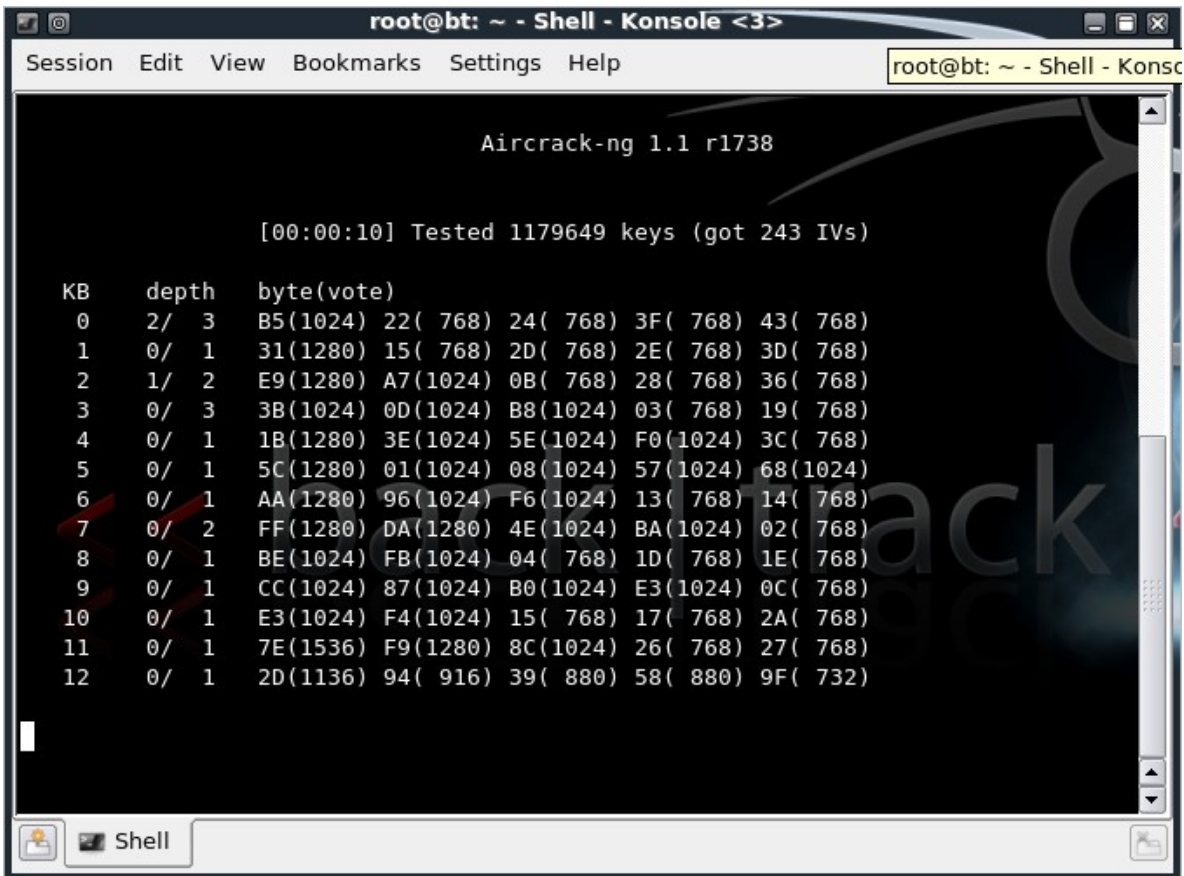 root@bt: ~ - Shell - Konsole <3>
Session Edit View Bookmarks Settings Help
root@bt: ~ - Shell - Konso
Aircrack-ng 1.1 r1738
[00:00:10] Tested 1179649 keys (got 243 IVs)
KB depth byte(vote)
0 2/ 3 B5(1024) 22( 768) 24( 768) 3F( 768) 43( 768)
1 0/ 1 31(1280) 15( 768) 2D( 768) 2E( 768) 3D( 768)
2 1/ 2 E9(1280) A7(1024) 0B( 768) 28( 768) 36( 768)
3 0/ 3 3B(1024) 0D(1024) B8(1024) 03( 768) 19( 768)
4 0/ 1 1B(1280) 3E(1024) 5E(1024) F0(1024) 3C( 768)
5 0/ 1 5C(1280) 01(1024) 08(1024) 57(1024) 68(1024)
6 0/ 1 AA(1280) 96(1024) F6(1024) 13( 768) 14( 768)
7 0/ 2 FF(1280) DA(1280) 4E(1024) BA(1024) 02( 768)
8 0/ 1 BE(1024) FB(1024) 04( 768) 1D( 768) 1E( 768)
9 0/ 1 CC(1024) 87(1024) B0(1024) E3(1024) 0C( 768)
10 0/ 1 E3(1024) F4(1024) 15( 768) 17( 768) 2A( 768)
11 0/ 1 7E(1536) F9(1280) 8C(1024) 26( 768) 27( 768)
12 0/ 1 2D(1136) 94( 916) 39( 880) 58( 880) 9F( 732)
<< back|track
Shell